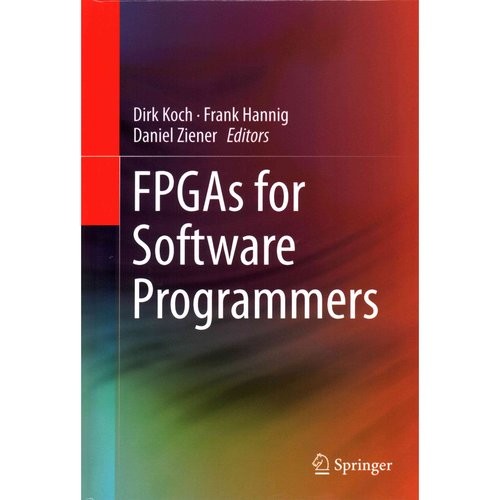 Dirk Koch · Frank Hannig
Daniel Ziener Editors
FPGAs for
Software
Programmers
Springer